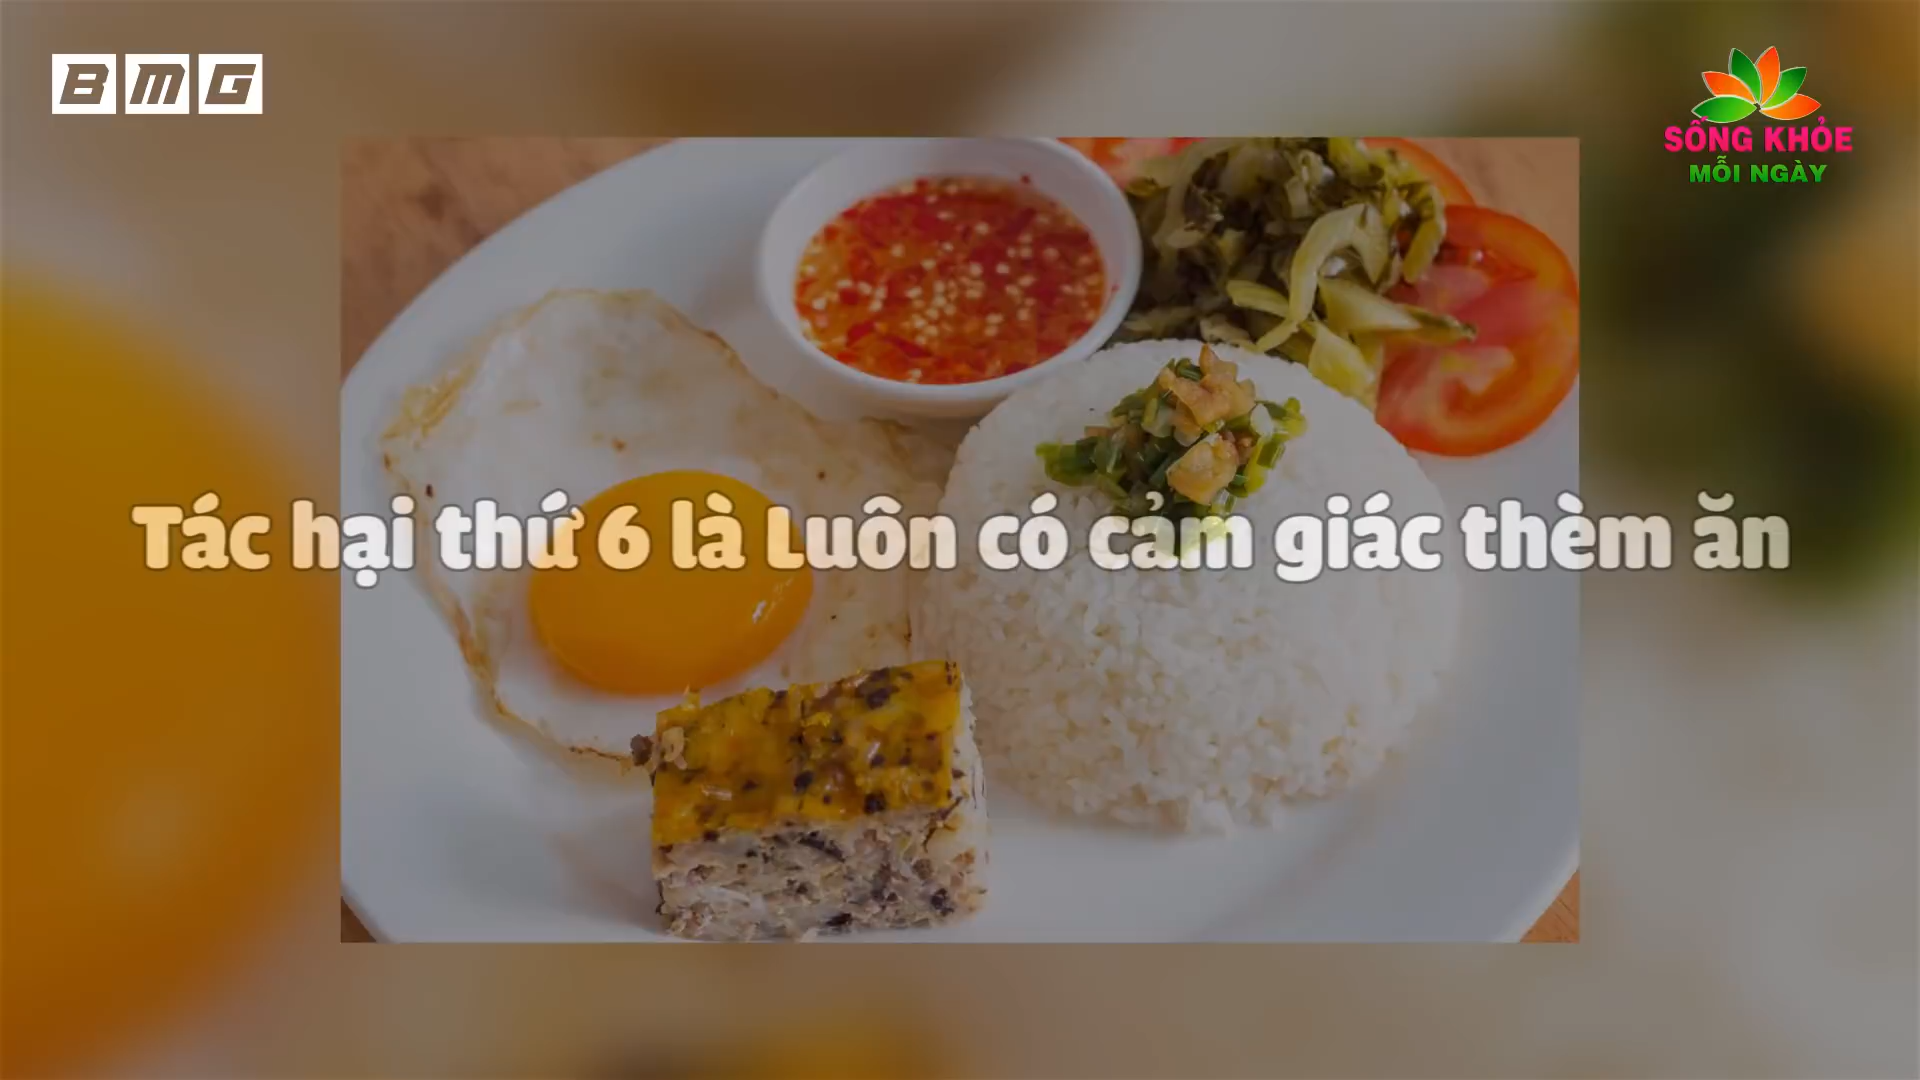 BMG
SỐNG KHỎE
MỖI NGÀY
Tác hại thứ 6 là Luôn có cảm giác thèm ăn